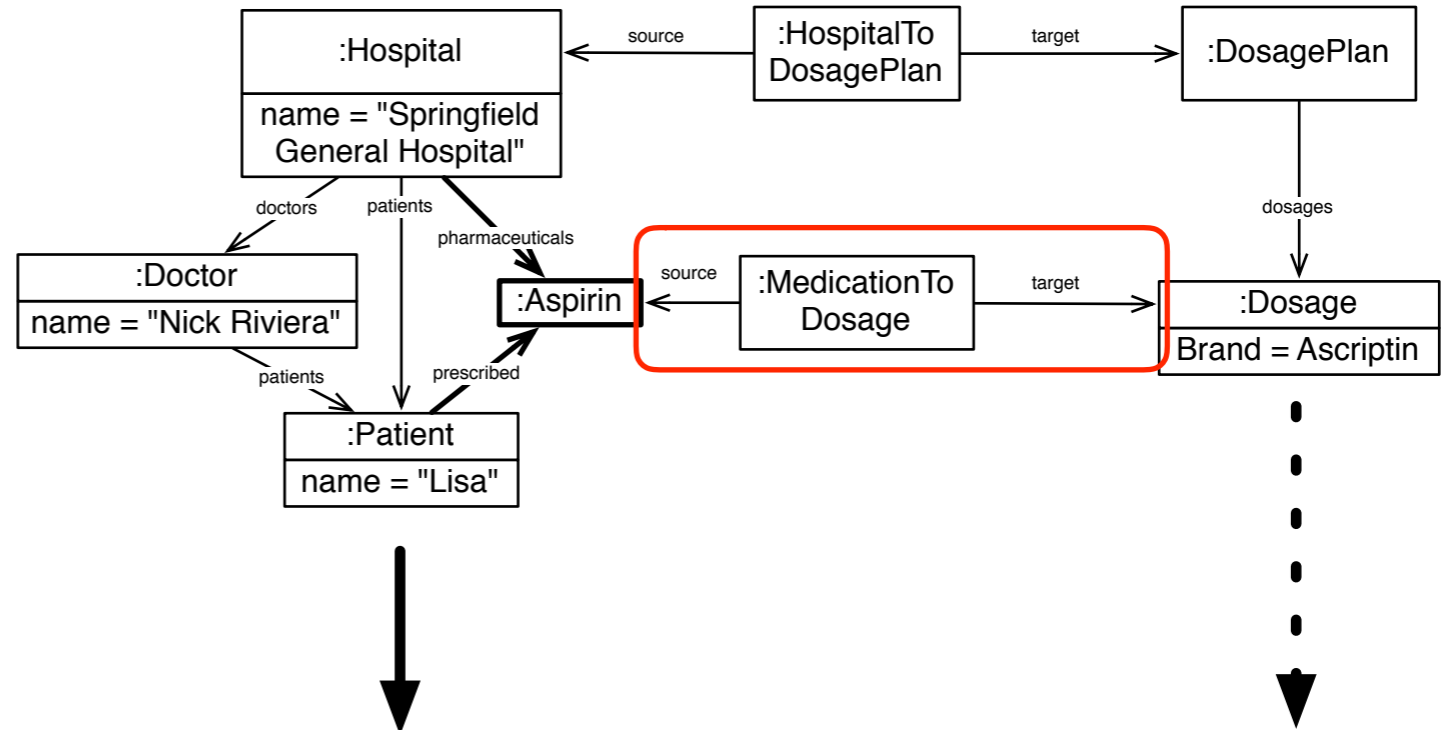 :Hospital
name = "Springfield
General Hospital"
source
:HospitalTo
DosagePlan
target
:DosagePlan
doctors
patients
pharmaceuticals
dosages
:Doctor
name = "Nick Riviera"
:Aspirin
source
:MedicationTo
Dosage
target
:Dosage
Brand = Ascriptin
patients
prescribed
:Patient
name = "Lisa"